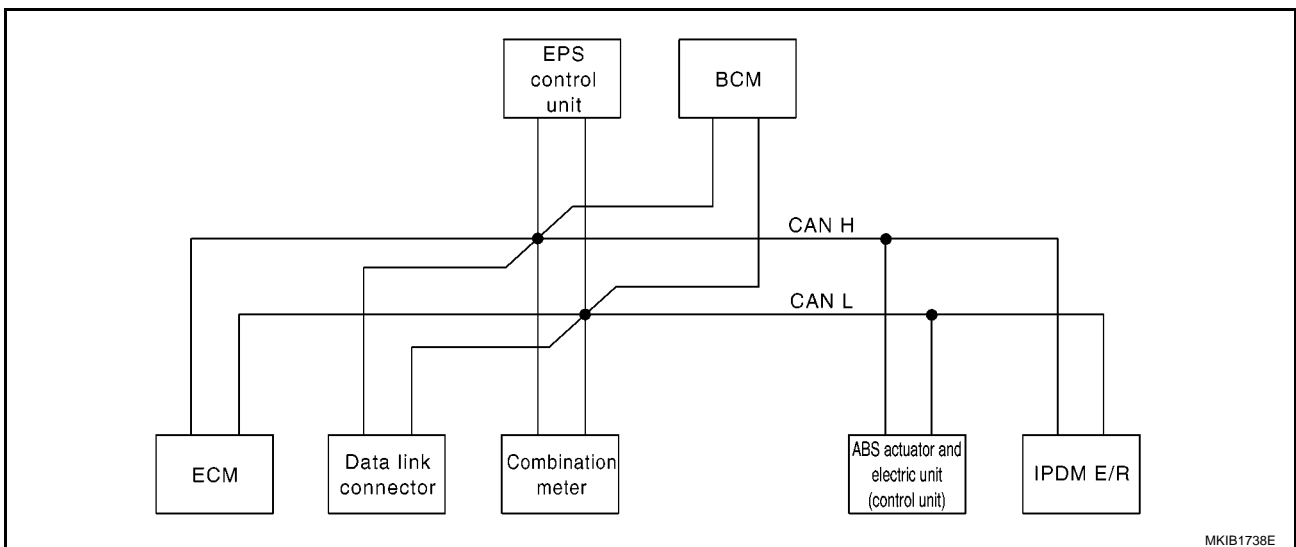 EPS
control
unit
BCM
CAN H
CAN L
ECM
Data link
connector
Combination
meter
ABS actuator and
electric unit
(control unit)
IPDM E/R
MKIB1738E